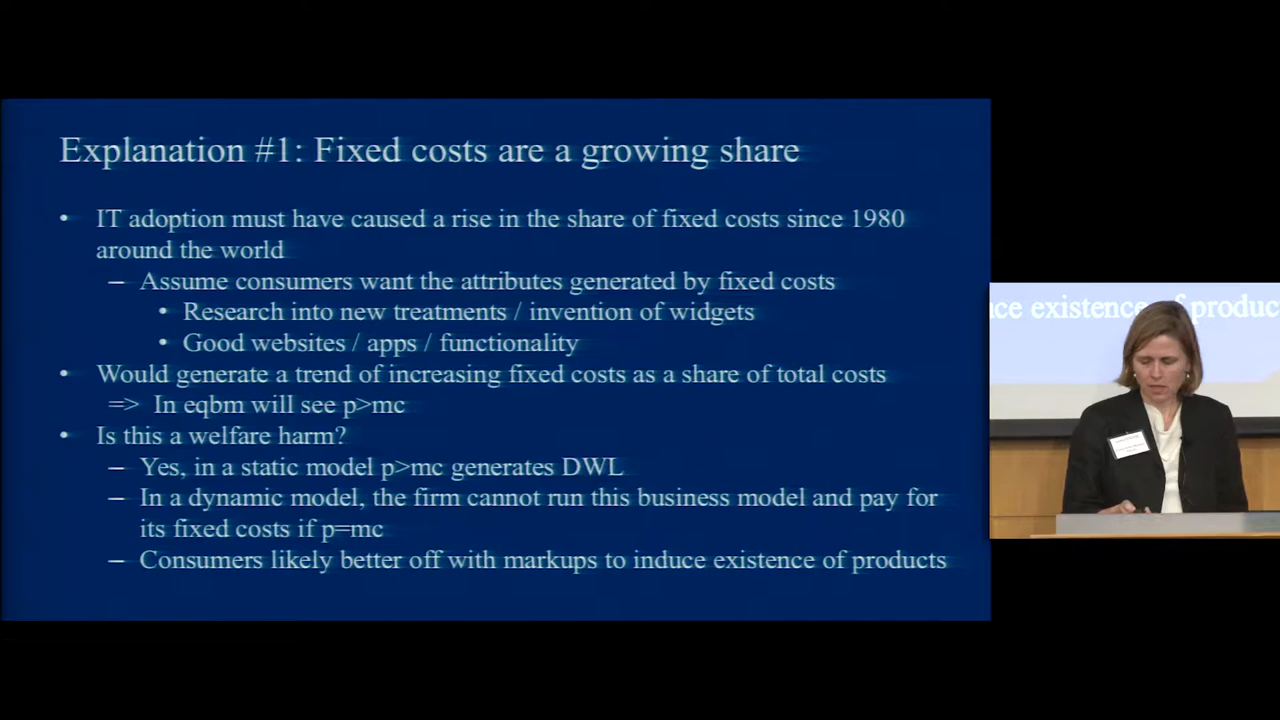 Explanation #1: Fixed costs are a growing share
• IT adoption must have caused a rise in the share of fixed costs since 1980
around the world
– Assume consumers want the attributes generated by fixed costs
• Research into new treatments / invention of widgets
• Good websites / apps / functionality
• Would generate a trend of increasing fixed costs as a share of total costs
=> In eqbm will see p>mc
• Is this a welfare harm?
– Yes, in a static model p>mc generates DWL
– In a dynamic model, the firm cannot run this business model and pay for
its fixed costs if p=mc
– Consumers likely better off with markups to induce existence of products
existence of